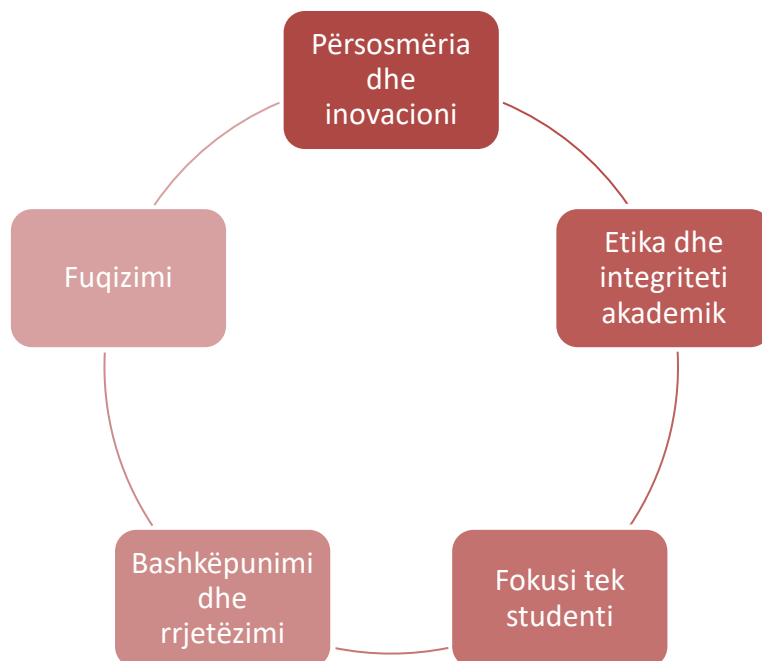 Përsosmëria
dhe
inovacioni
Etika dhe
integriteti
akademik
Fokusi tek
studenti
Bashkëpunimi
dhe
rrjetëzimi
Fuqizimi